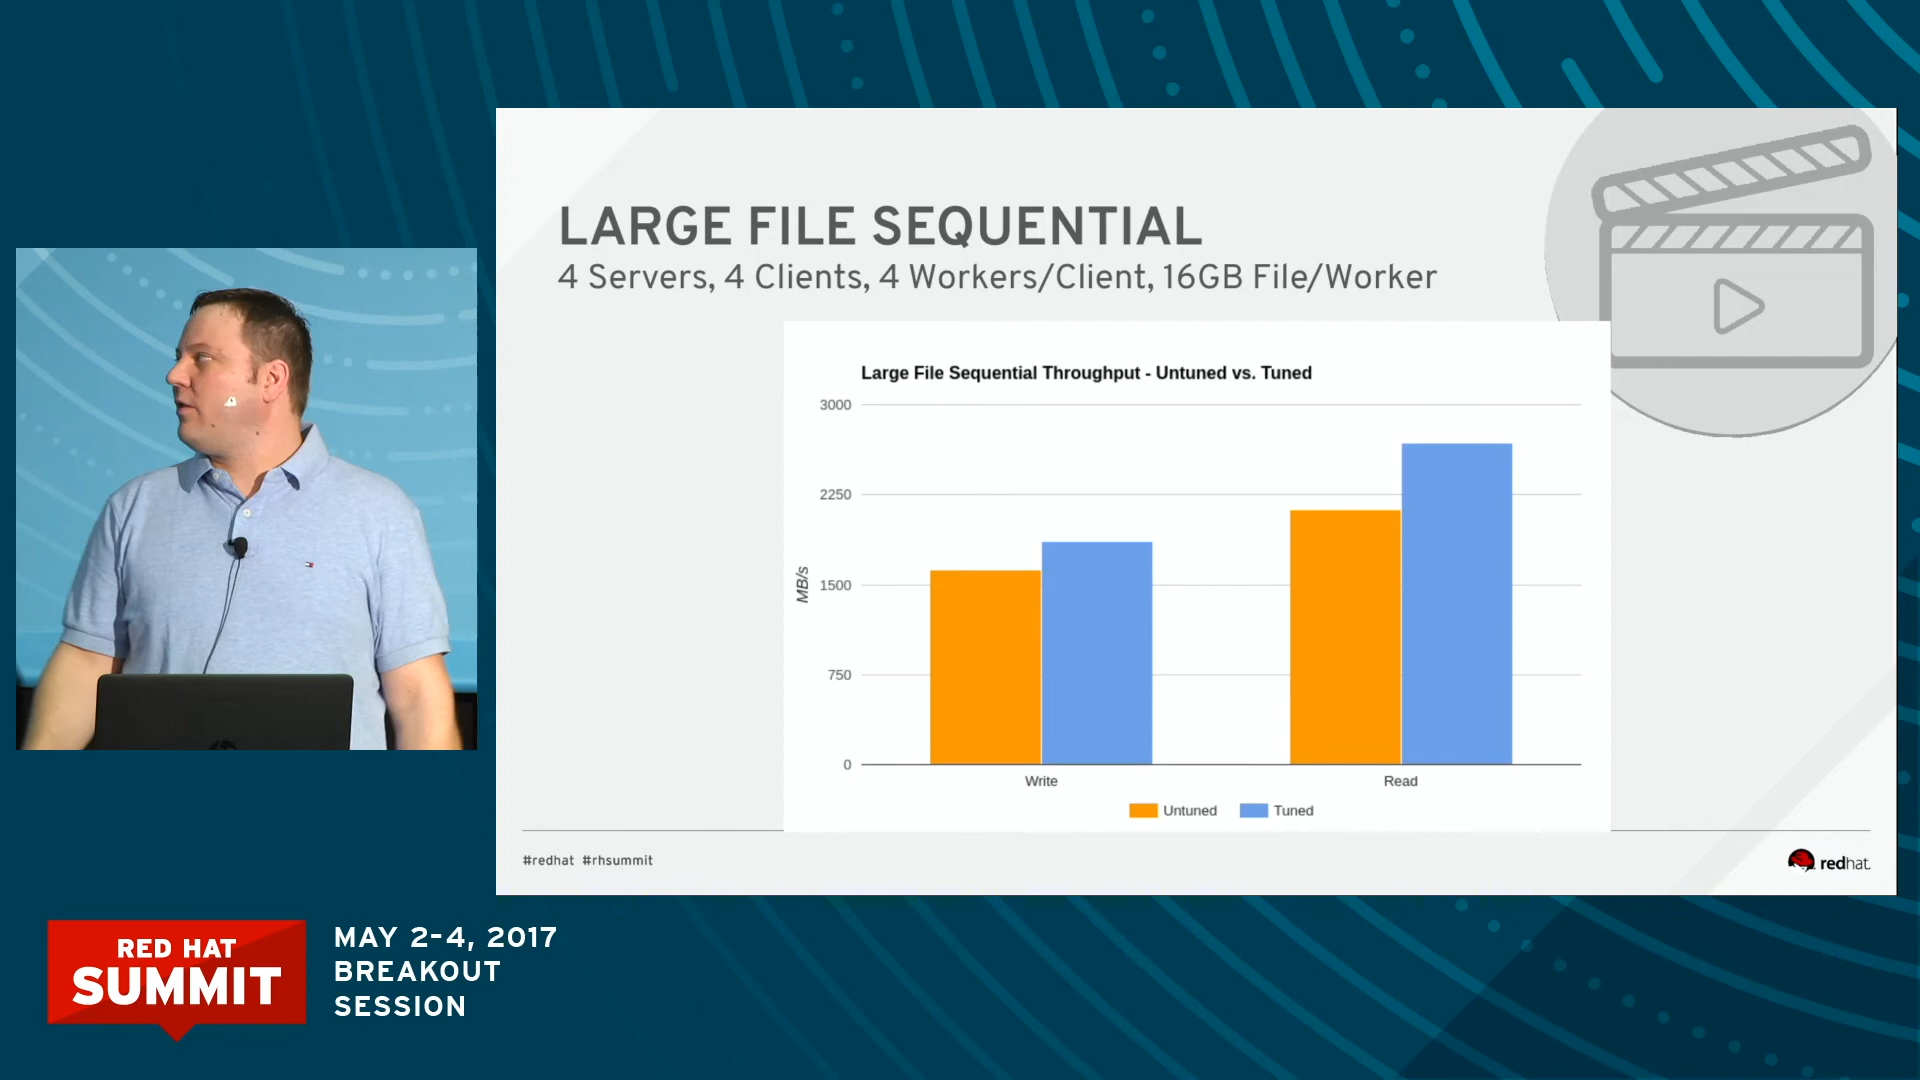 LARGE FILE SEQUENTIAL
4 Servers, 4 Clients, 4 Workers/Client, 16GB File/Worker
Large File Sequential Throughput - Untuned vs. Tuned
3000
2250
1500
750
0
MB/s
Write
Read
Untuned
Tuned
#redhat #rhsummit
redhat.
RED HAT
SUMMIT
MAY 2-4, 2017
BREAKOUT
SESSION